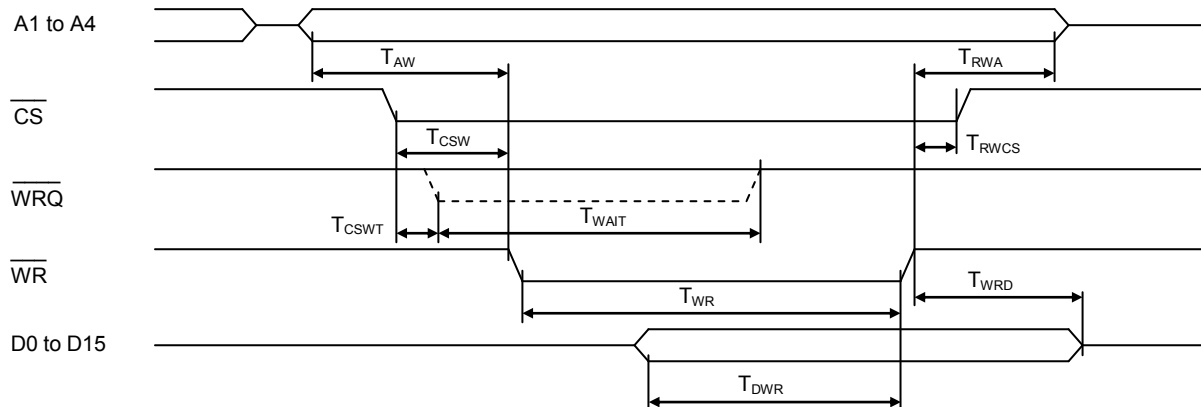 A1 to A4
TAW
TRWA
CS
TCSW
TRWCS
WRQ
TCSWT
TWAIT
WR
TWR
TWRD
D0 to D15
TDWR